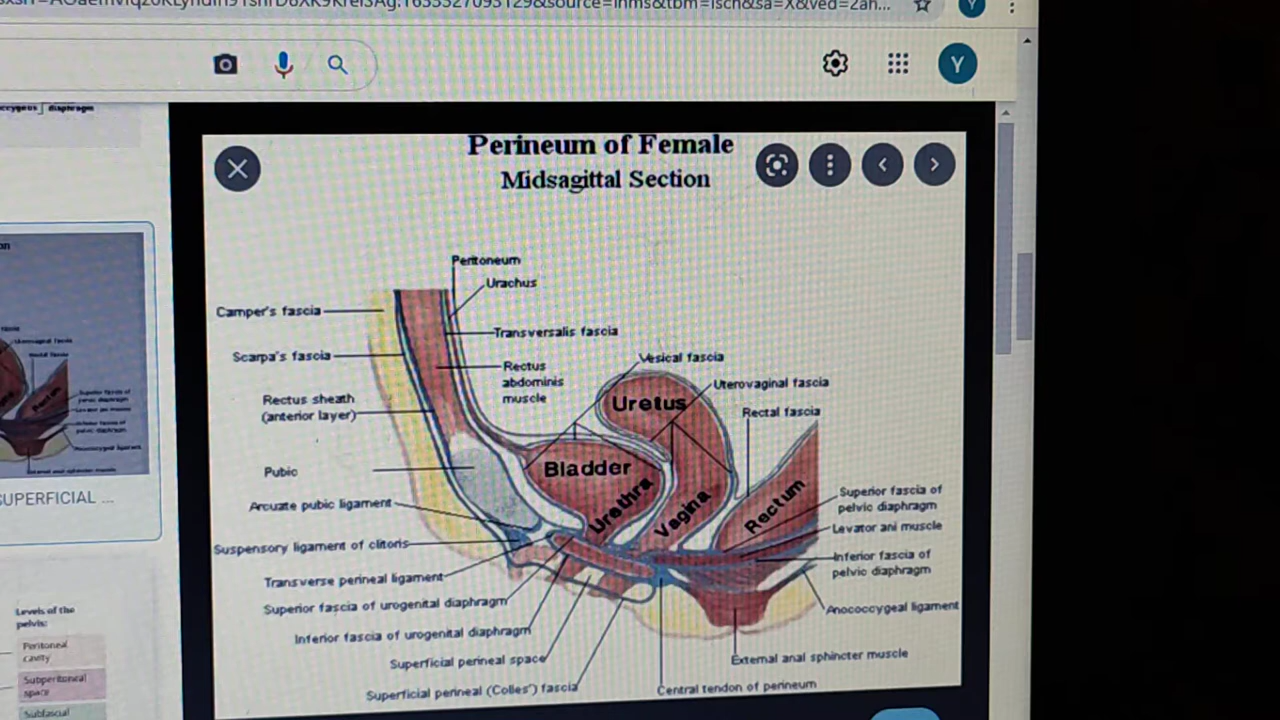 Y
Y
ccygeus diaphragm
Perineum of Female
Midsagittal Section
Peritoneum
Urachus
Camper's fascia
Transversalis fascia
Scarpa's fascia
Rectus
abdominis
muscle
Vesical fascia
Uterovaginal fascia
Rectus sheath
(anterior layer)
Uretus
Rectal fascia
Pubic
Bladder
Urethra
Vagina
Rectum
Arcuate pubic ligament
Superior fascia of
pelvic diaphragm
Levator ani muscle
Suspensory ligament of clitoris
Inferior fascia of
pelvic diaphragm
Transverse perineal ligament
Superior fascia of urogenital diaphragm
Anococcygeal ligament
Inferior fascia of urogenital diaphragm
Superficial perineal space
External anal sphincter muscle
Superficial perineal (Colles') fascia
Central tendon of perineum
SUPERFICIAL ...
Levels of the
pelvis:
Peritoneal
cavity
Subperitoneal
space
Subfascial